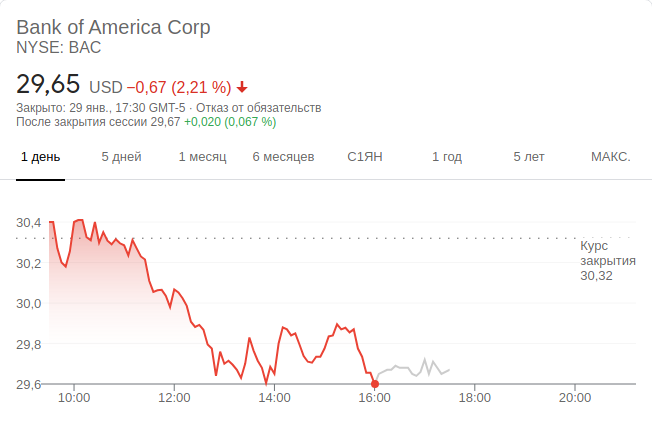 Bank of America Corp
NYSE: BAC
29,65 USD −0,67 (2,21 %)
Закрыто: 29 янв., 17:30 GMT-5 · Отказ от обязательств
После закрытия сессии 29,67 +0,020 (0,067 %)
1 день 5 дней 1 месяц 6 месяцев С1ЯН 1 год 5 лет МАКС.
30,4
Курс
закрытия
30,32
30,2
30,0
29,8
29,6
10:00 12:00 14:00 16:00 18:00 20:00